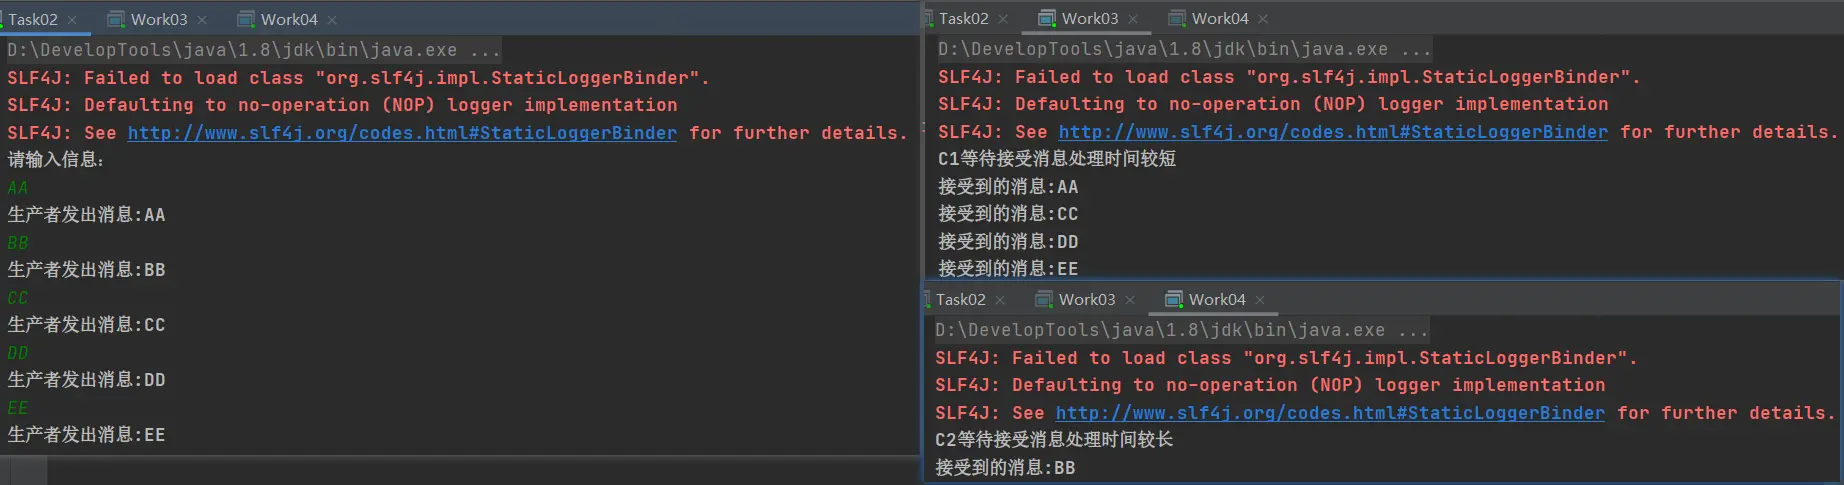 Task02 Work03 Work04
D:\DevelopTools\java\1.8\jdk\bin\java.exe ...
SLF4J: Failed to load class "org.slf4j.impl.StaticLoggerBinder".
SLF4J: Defaulting to no-operation (NOP) logger implementation
SLF4J: See http://www.slf4j.org/codes.html#StaticLoggerBinder for further details.
请输入信息:
AA
生产者发出消息:AA
BB
生产者发出消息:BB
CC
生产者发出消息:CC
DD
生产者发出消息:DD
EE
生产者发出消息:EE
Task02 Work03 Work04
D:\DevelopTools\java\1.8\jdk\bin\java.exe ...
SLF4J: Failed to load class "org.slf4j.impl.StaticLoggerBinder".
SLF4J: Defaulting to no-operation (NOP) logger implementation
SLF4J: See http://www.slf4j.org/codes.html#StaticLoggerBinder for further details.
C1等待接受消息处理时间较短
接受到的消息:AA
接受到的消息:CC
接受到的消息:DD
接受到的消息:EE
Task02 Work03 Work04
D:\DevelopTools\java\1.8\jdk\bin\java.exe ...
SLF4J: Failed to load class "org.slf4j.impl.StaticLoggerBinder".
SLF4J: Defaulting to no-operation (NOP) logger implementation
SLF4J: See http://www.slf4j.org/codes.html#StaticLoggerBinder for further details.
C2等待接受消息处理时间较长
接受到的消息:BB